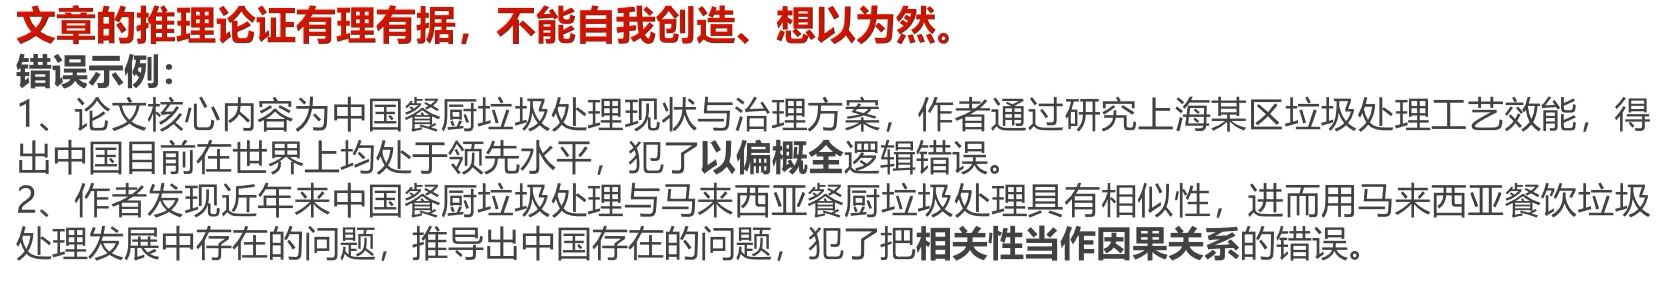 文章的推理论证有理有据，不能自我创造、想以为然。
错误示例：
1、论文核心内容为中国餐厨垃圾处理现状与治理方案，作者通过研究上海某区垃圾处理工艺效能，得
出中国目前在世界上均处于领先水平，犯了以偏概全逻辑错误。
2、作者发现近年来中国餐厨垃圾处理与马来西亚餐厨垃圾处理具有相似性，进而用马来西亚餐饮垃圾
处理发展中存在的问题，推导出中国存在的问题，犯了把相关性当作因果关系的错误。